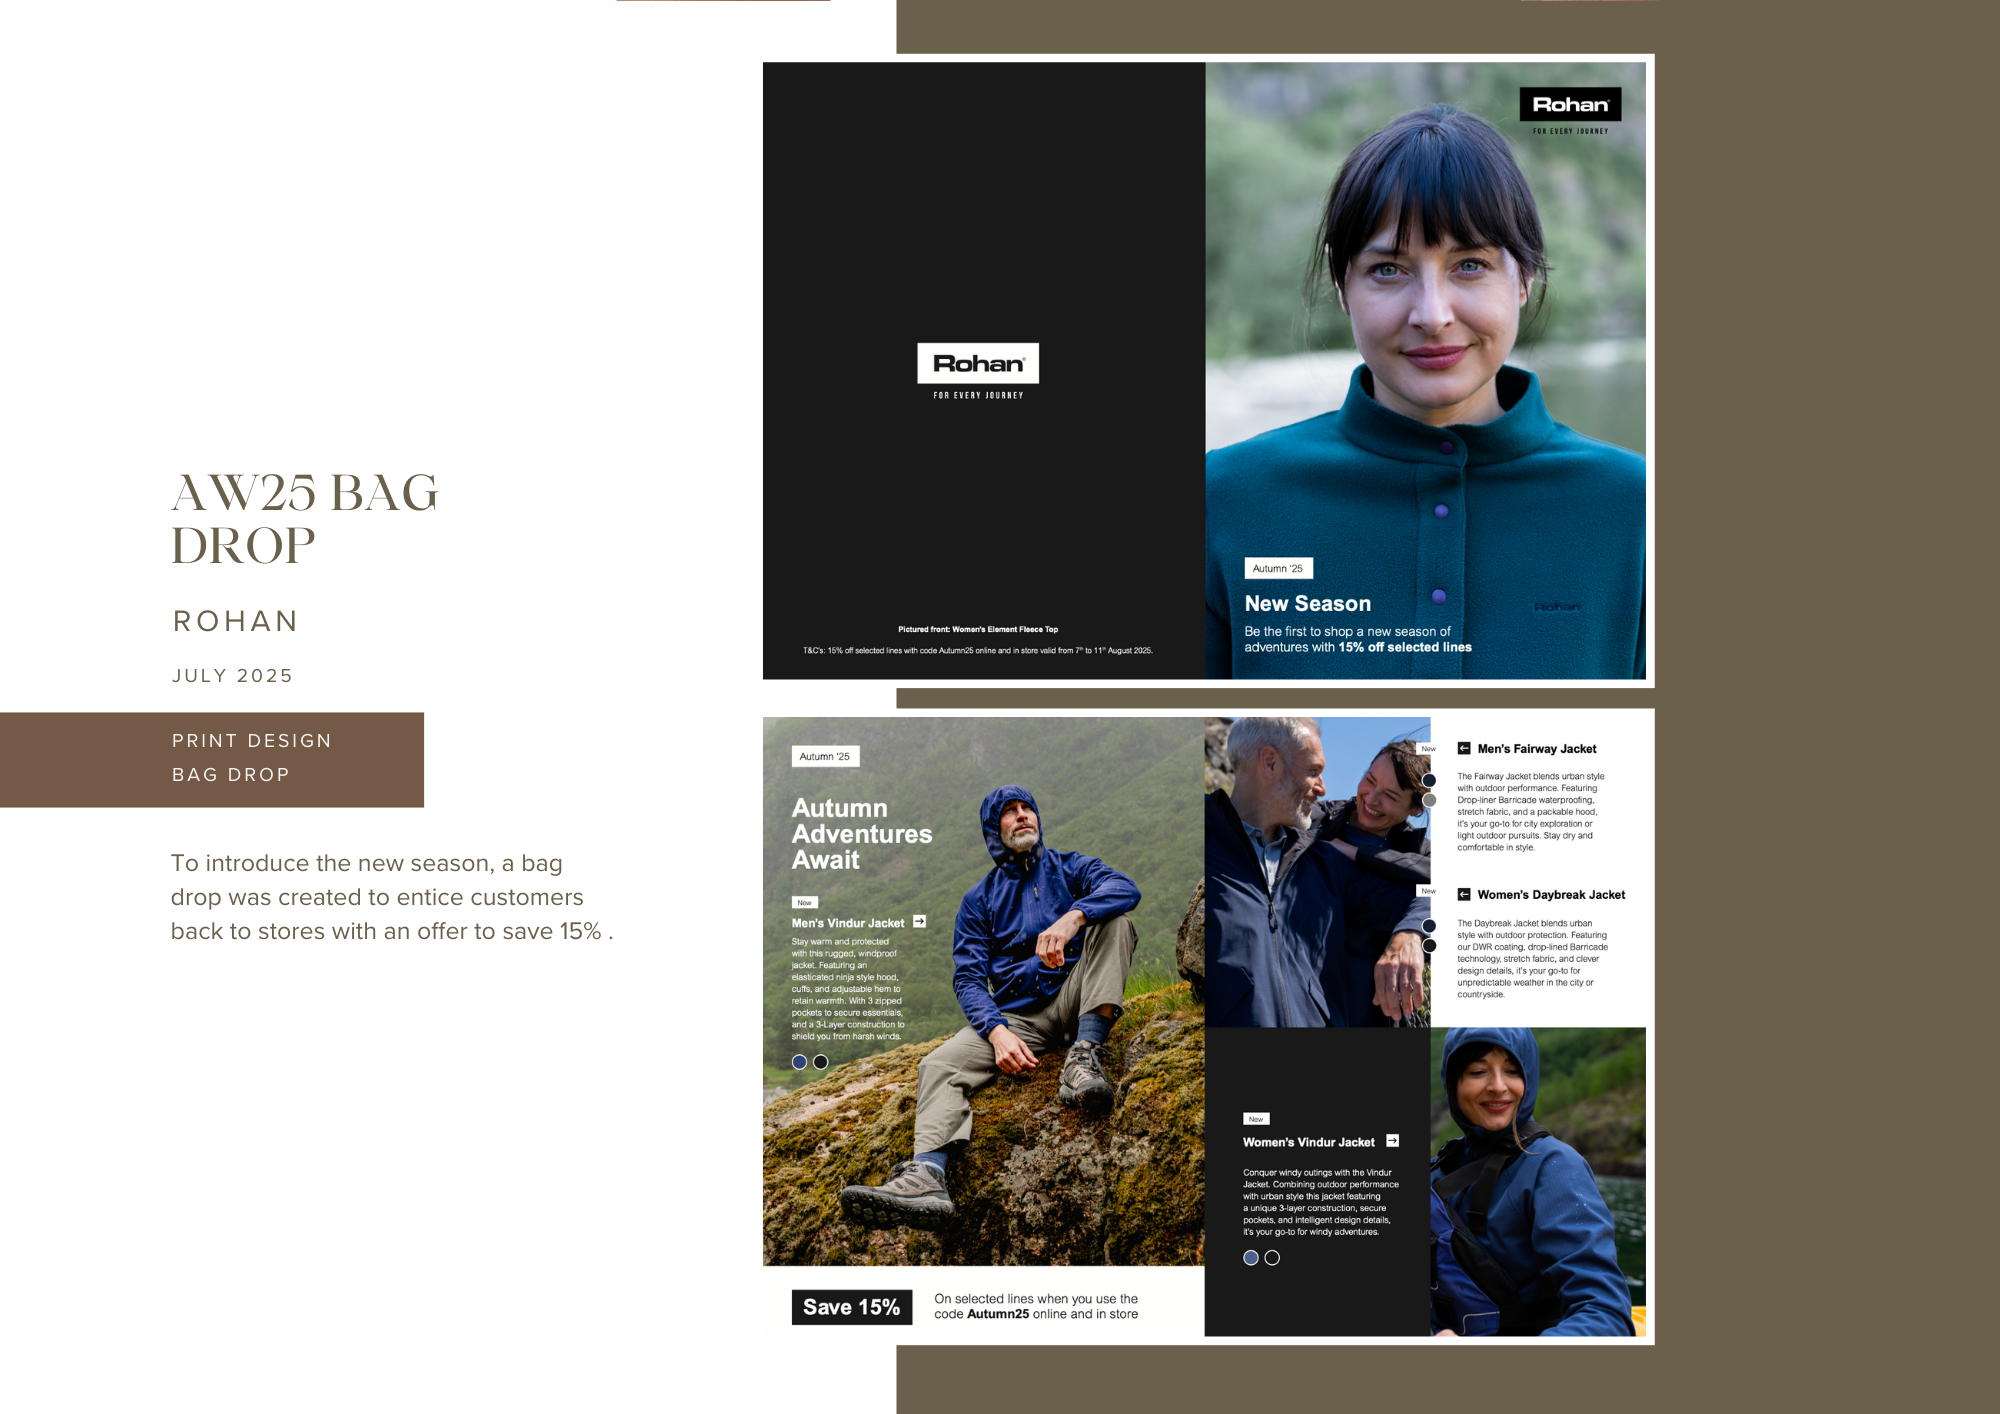 AW25 BAG
DROP
ROHAN
JULY 2025
PRINT DESIGN
BAG DROP
To introduce the new season, a bag
drop was created to entice customers
back to stores with an offer to save 15% .
Rohan®
FOR EVERY JOURNEY
Pictured front: Women's Element Fleece Top
T&C's: 15% off selected lines with code Autumn25 online and in store valid from 7th to 11th August 2025.
Rohan®
FOR EVERY JOURNEY
Rohan
Autumn '25
New Season
Be the first to shop a new season of
adventures with 15% off selected lines
Autumn '25
Autumn
Adventures
Await
New
Men's Vindur Jacket
Stay warm and protected
with this rugged, windproof
jacket. Featuring an
elasticated ninja style hood,
cuffs, and adjustable hem to
retain warmth. With 3 zipped
pockets to secure essentials,
and a 3-Layer construction to
shield you from harsh winds.
Save 15%
On selected lines when you use the
code Autumn25 online and in store
New
Men's Fairway Jacket
The Fairway Jacket blends urban style
with outdoor performance. Featuring
Drop-liner Barricade waterproofing,
stretch fabric, and a packable hood,
it's your go-to for city exploration or
light outdoor pursuits. Stay dry and
comfortable in style.
New
Women's Daybreak Jacket
The Daybreak Jacket blends urban
style with outdoor protection. Featuring
our DWR coating, drop-lined Barricade
technology, stretch fabric, and clever
design details, it's your go-to for
unpredictable weather in the city or
countryside.
New
Women's Vindur Jacket
Conquer windy outings with the Vindur
Jacket. Combining outdoor performance
with urban style this jacket featuring
a unique 3-layer construction, secure
pockets, and intelligent design details,
it's your go-to for windy adventures.